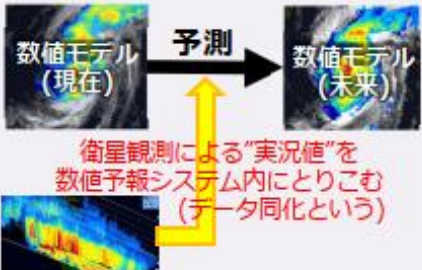 数値モデル
(現在)
予測
数値モデル
(未来)
衛星観測による"実況値"を
数値予報システム内にとりこむ
(データ同化という)